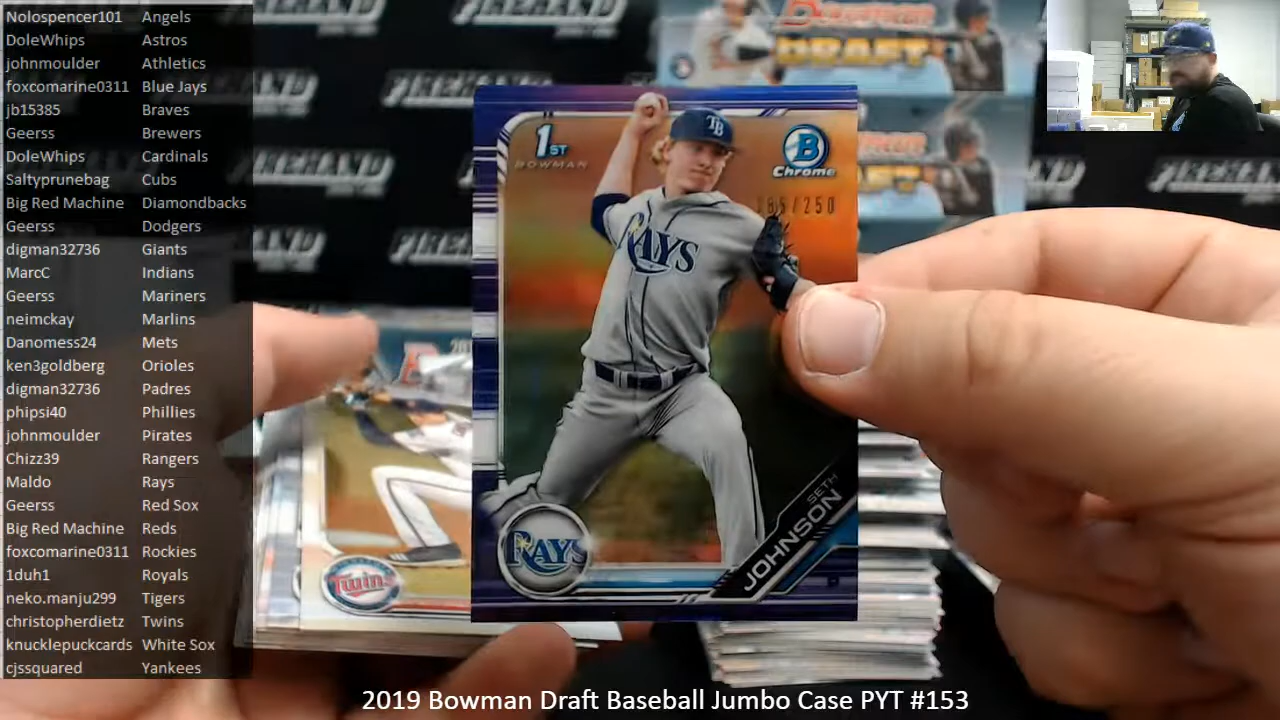 Nolospencer101 Angels
DoleWhips Astros
johnmoulder Athletics
foxcomarine0311 Blue Jays
jb15385 Braves
Geerss Brewers
DoleWhips Cardinals
Saltyprunebag Cubs
Big Red Machine Diamondbacks
Geerss Dodgers
digman32736 Giants
MarcC Indians
Geerss Mariners
neimckay Marlins
Danomess24 Mets
ken3goldberg Orioles
digman32736 Padres
phipsi40 Phillies
johnmoulder Pirates
Chizz39 Rangers
Maldo Rays
Geerss Red Sox
Big Red Machine Reds
foxcomarine0311 Rockies
1duh1 Royals
neko.manju299 Tigers
christopherdietz Twins
knucklepuckcards White Sox
cjssquared Yankees
Bowman
DRAFT
FREEHAND
1ST
BOWMAN
B
Chrome
/250
TB
RAYS
RAYS
SETH
JOHNSON
Twins
2019 Bowman Draft Baseball Jumbo Case PYT #153